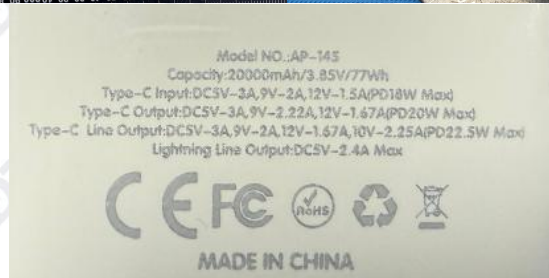 Model NO.:AP-145
Capacity:20000mAh/3.85V/77Wh
Type-C Input:DC5V-3A,9V-2A,12V-1.5A(PD18W Max)
Type-C Output:DC5V-3A,9V-2.22A,12V-1.67A(PD20W Max)
Type-C Line Output:DC5V-3A,9V-2A,12V-1.67A,10V-2.25A(PD22.5W Max)
Lightning Line Output:DC5V-2.4A Max
CE FC RoHS
MADE IN CHINA